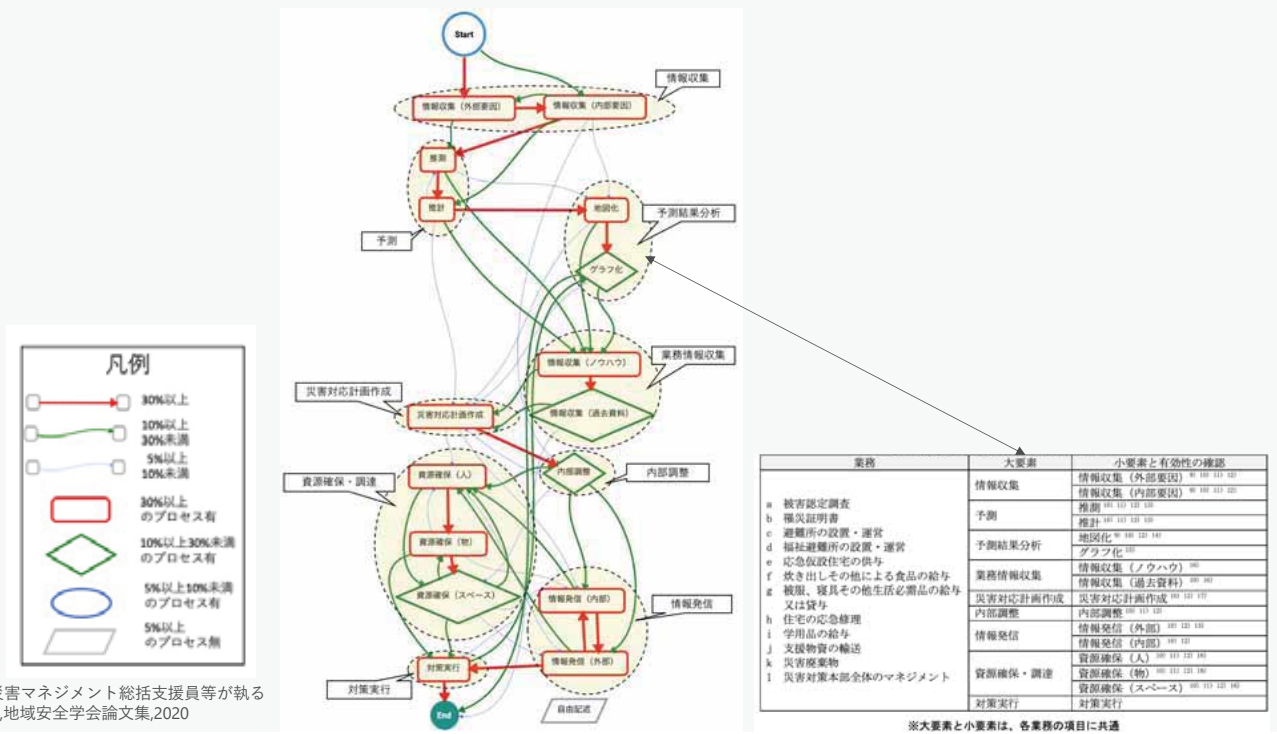 Start
情報収集
情報収集（外部要因）
情報収集（内部要因）
推測
推計
予測
地図化
予測結果分析
グラフ化
情報収集（ノウハウ）
業務情報収集
災害対応計画作成
災害対応計画作成
情報収集（過去資料）
資源確保（人）
内部調整
内部調整
資源確保・調達
資源確保（物）
資源確保（スペース）
情報発信（内部）
情報発信
対策実行
情報発信（外部）
対策実行
End
自由記述
凡例
30%以上
10%以上
30%未満
5%以上
10%未満
30%以上
のプロセス有
10%以上30%未満
のプロセス有
5%以上10%未満
のプロセス有
5%以上
のプロセス無
災害マネジメント総括支援員等が執る
,地域安全学会論文集,2020
業務 大要素 小要素と有効性の確認
a 被害認定調査
b 罹災証明書
c 避難所の設置・運営
d 福祉避難所の設置・運営
e 応急仮設住宅の供与
f 炊き出しその他による食品の給与
g 被服、寝具その他生活必需品の給与
又は貸与
h 住宅の応急修理
i 学用品の給与
j 支援物資の輸送
k 災害廃棄物
l 災害対策本部全体のマネジメント
情報収集 情報収集（外部要因）
情報収集（内部要因）
予測 推測
推計
予測結果分析 地図化
グラフ化
業務情報収集 情報収集（ノウハウ）
情報収集（過去資料）
災害対応計画作成 災害対応計画作成
内部調整 内部調整
情報発信 情報発信（外部）
情報発信（内部）
資源確保・調達 資源確保（人）
資源確保（物）
資源確保（スペース）
対策実行 対策実行
※大要素と小要素は、各業務の項目に共通